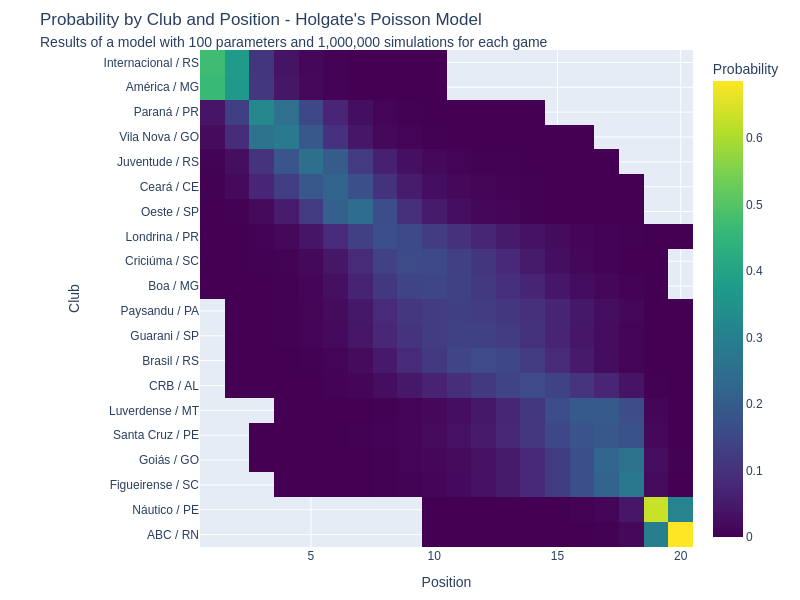 Probability by Club and Position - Holgate's Poisson Model
Results of a model with 100 parameters and 1,000,000 simulations for each game
Internacional / RS
América / MG
Paraná / PR
Vila Nova / GO
Juventude / RS
Ceará / CE
Oeste / SP
Londrina / PR
Criciúma / SC
Boa / MG
Paysandu / PA
Guarani / SP
Brasil / RS
CRB / AL
Luverdense / MT
Santa Cruz / PE
Goiás / GO
Figueirense / SC
Náutico / PE
ABC / RN
Club
5
10
15
20
Position
Probability
0.6
0.5
0.4
0.3
0.2
0.1
0